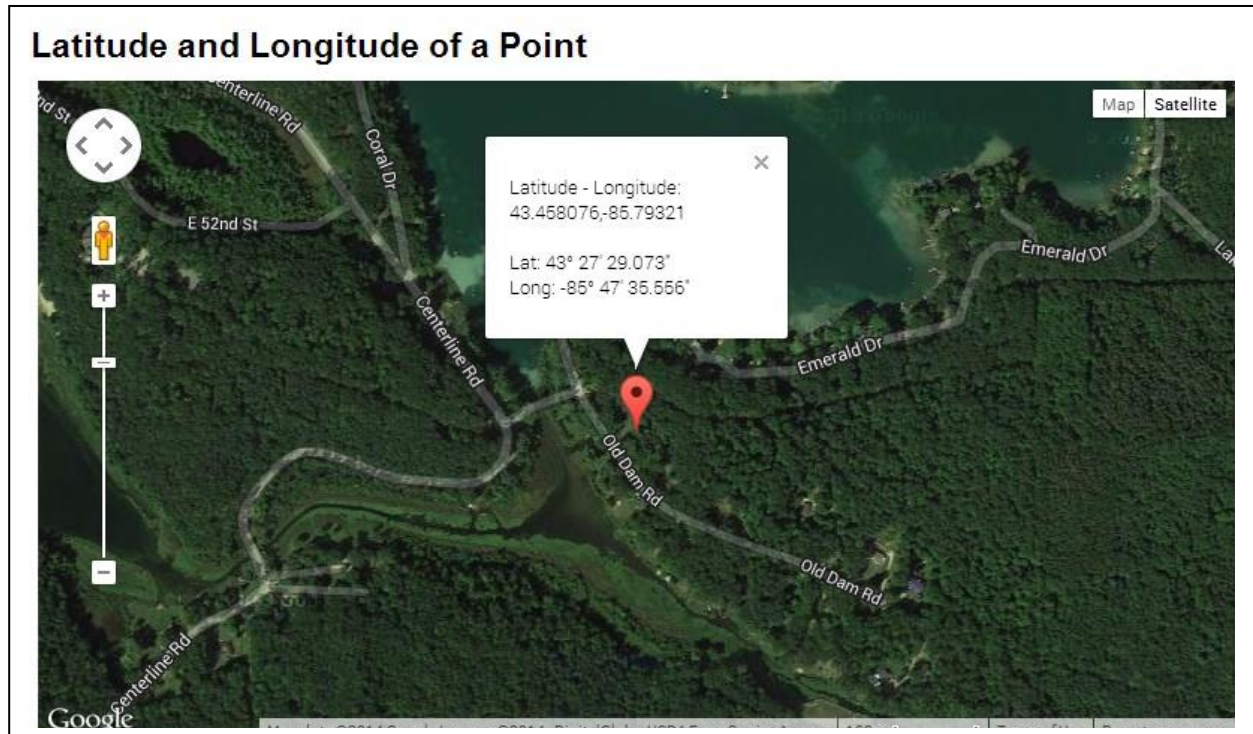 Latitude and Longitude of a Point
Map
Satellite
nd St
Centerline Rd
Coral Dr
E 52nd St
Latitude - Longitude:
43.458076,-85.79321
Lat: 43° 27' 29.073"
Long: -85° 47' 35.556"
Emerald Dr
Centerline Rd
Emerald Dr
Old Dam Rd
Old Dam Rd
Centerline Rd
Google